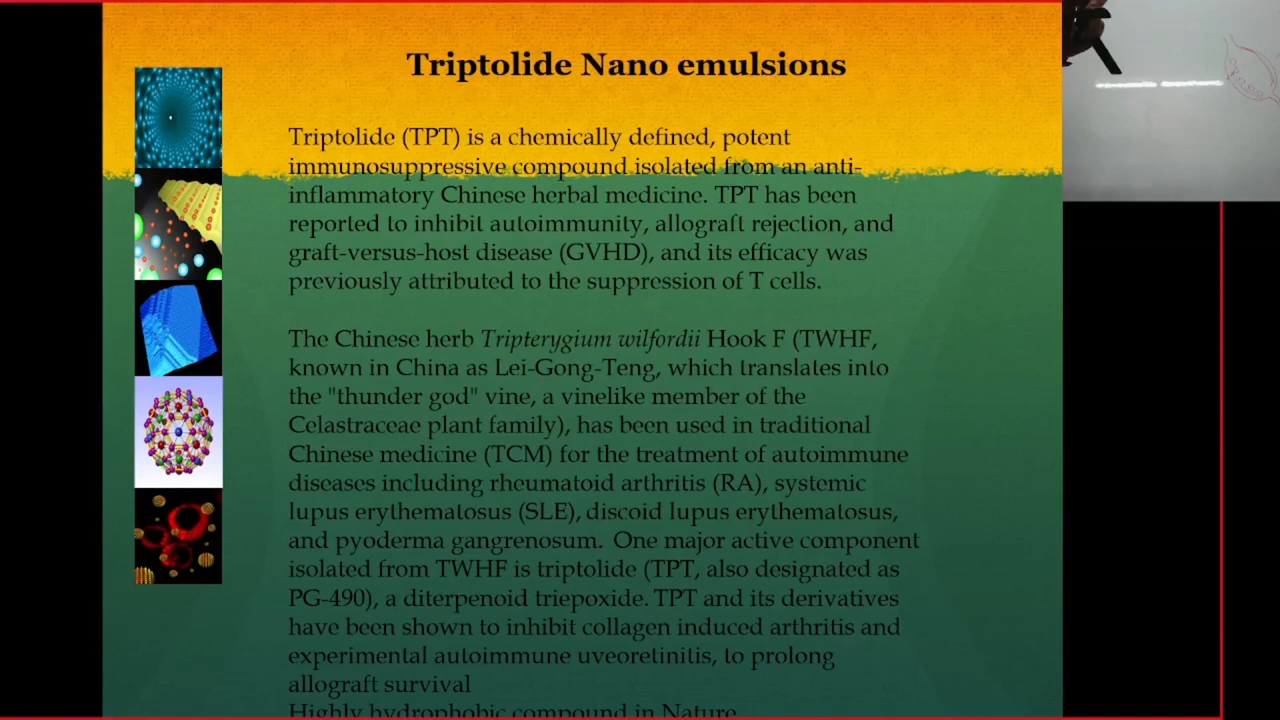 Triptolide Nano emulsions
Triptolide (TPT) is a chemically defined, potent
immunosuppressive compound isolated from an anti-
inflammatory Chinese herbal medicine. TPT has been
reported to inhibit autoimmunity, allograft rejection, and
graft-versus-host disease (GVHD), and its efficacy was
previously attributed to the suppression of T cells.
The Chinese herb Tripterygium wilfordii Hook F (TWHF,
known in China as Lei-Gong-Teng, which translates into
the "thunder god" vine, a vinelike member of the
Celastraceae plant family), has been used in traditional
Chinese medicine (TCM) for the treatment of autoimmune
diseases including rheumatoid arthritis (RA), systemic
lupus erythematosus (SLE), discoid lupus erythematosus,
and pyoderma gangrenosum. One major active component
isolated from TWHF is triptolide (TPT, also designated as
PG-490), a diterpenoid triepoxide. TPT and its derivatives
have been shown to inhibit collagen induced arthritis and
experimental autoimmune uveoretinitis, to prolong
allograft survival
Highly hydrophobic compound in Nature